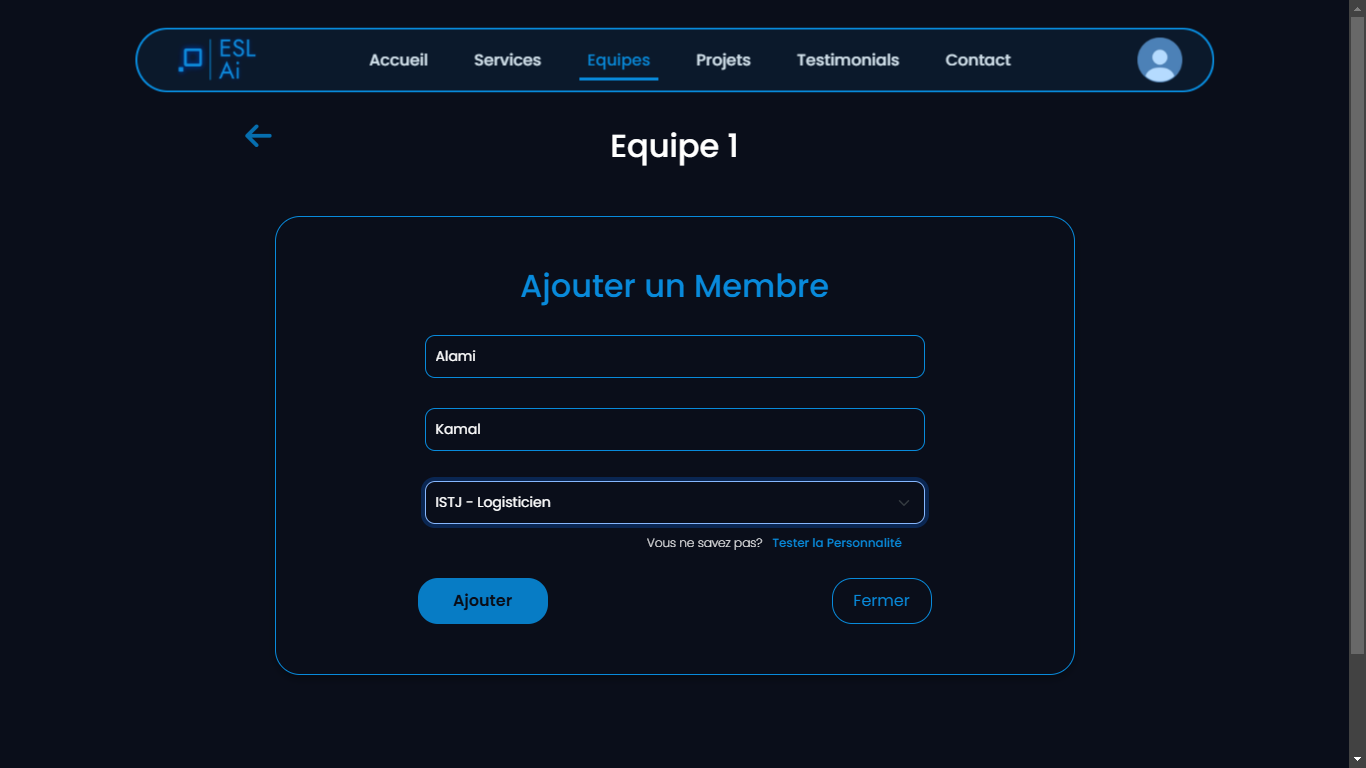 ESL
Ai
Accueil Services Equipes Projets Testimonials Contact
Equipe 1
Ajouter un Membre
Alami
Kamal
ISTJ - Logisticien
Vous ne savez pas? Tester la Personnalité
Ajouter Fermer